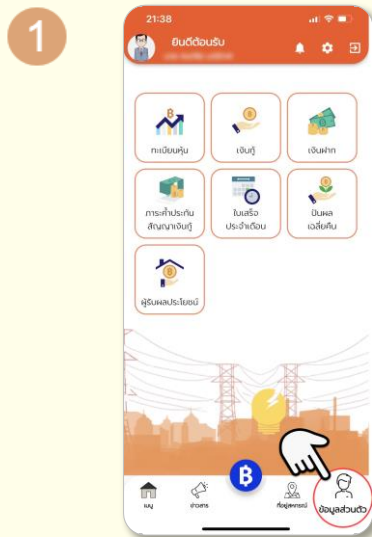 1
21:38
ยินดีต้อนรับ
ทะเบียนหุ้น
เงินกู้
เงินฝาก
ภาระค้ำประกัน
สัญญาเงินกู้
ใบเสร็จ
ประจำเดือน
ปันผล
เฉลี่ยคืน
ผู้รับผลประโยชน์
เมนู
ข่าวสาร
฿
ที่อยู่สหกรณ์
ข้อมูลส่วนตัว